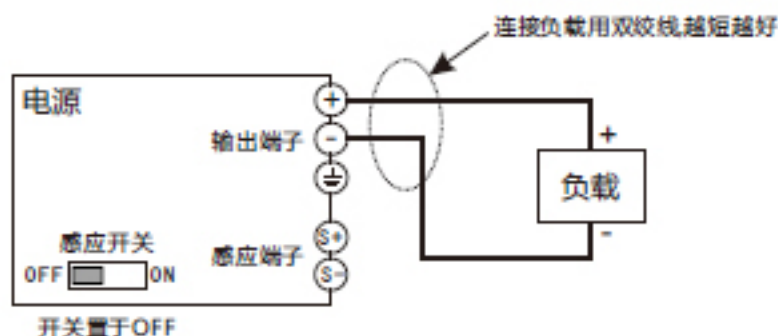 连接负载用双绞线,越短越好
电源
+
输出端子
-
+
负载
-
感应开关
OFF
ON
感应端子
S+
S-
开关置于OFF